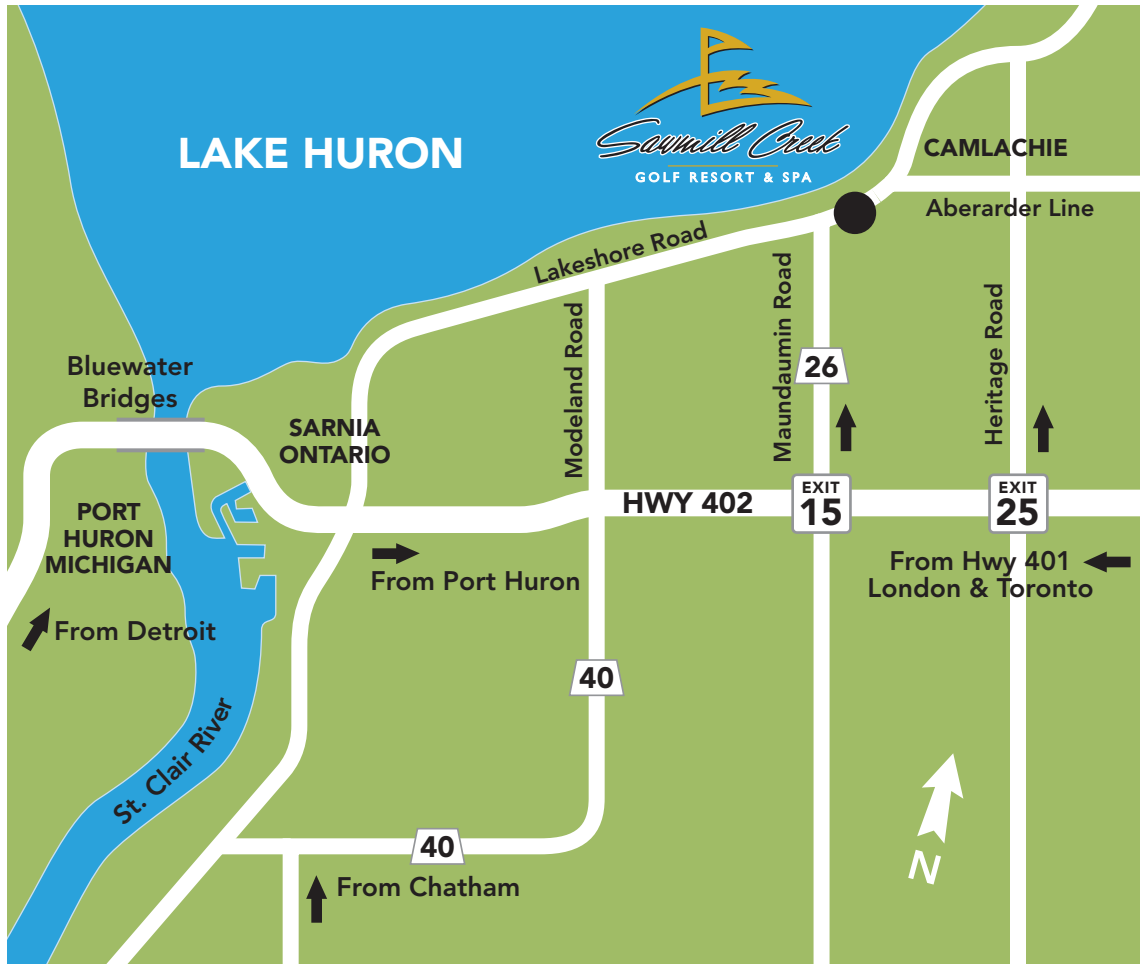 Sawmill Creek
GOLF RESORT & SPA
LAKE HURON
CAMLACHIE
Aberarder Line
Lakeshore Road
Modeland Road
Maundaumin Road
26
Heritage Road
Bluewater
Bridges
SARNIA
ONTARIO
PORT
HURON
MICHIGAN
HWY 402
EXIT
15
EXIT
25
From Port Huron
From Hwy 401
London & Toronto
From Detroit
40
St. Clair River
40
From Chatham
N